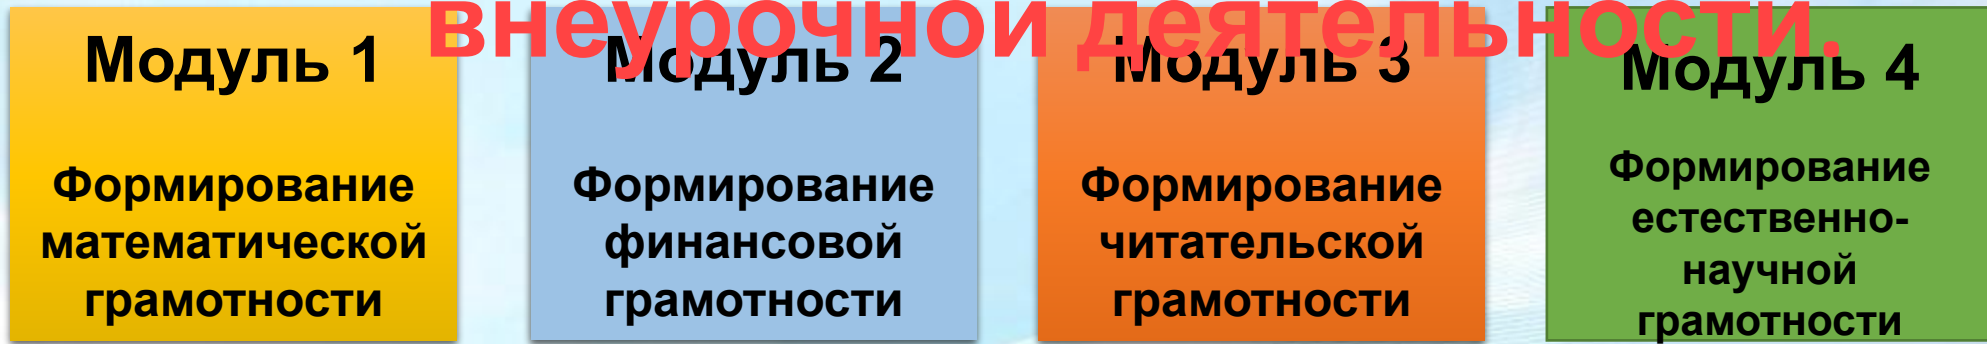 внеурочной деятельности.
Модуль 1
Формирование
математической
грамотности
Модуль 2
Формирование
финансовой
грамотности
Модуль 3
Формирование
читательской
грамотности
Модуль 4
Формирование
естественно-
научной
грамотности